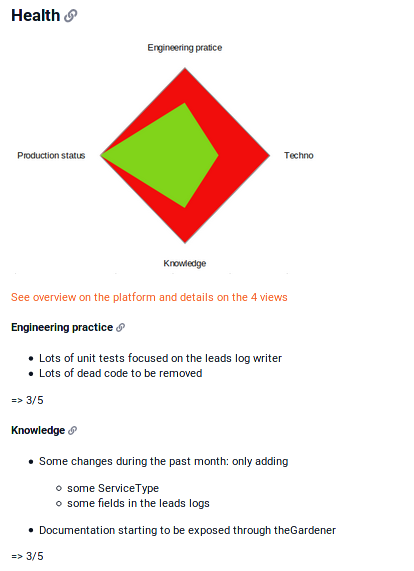 Health
Engineering pratice
Production status
Techno
Knowledge
See overview on the platform and details on the 4 views
Engineering practice
Lots of unit tests focused on the leads log writer
Lots of dead code to be removed
=> 3/5
Knowledge
Some changes during the past month: only adding
some ServiceType
some fields in the leads logs
Documentation starting to be exposed through theGardener
=> 3/5